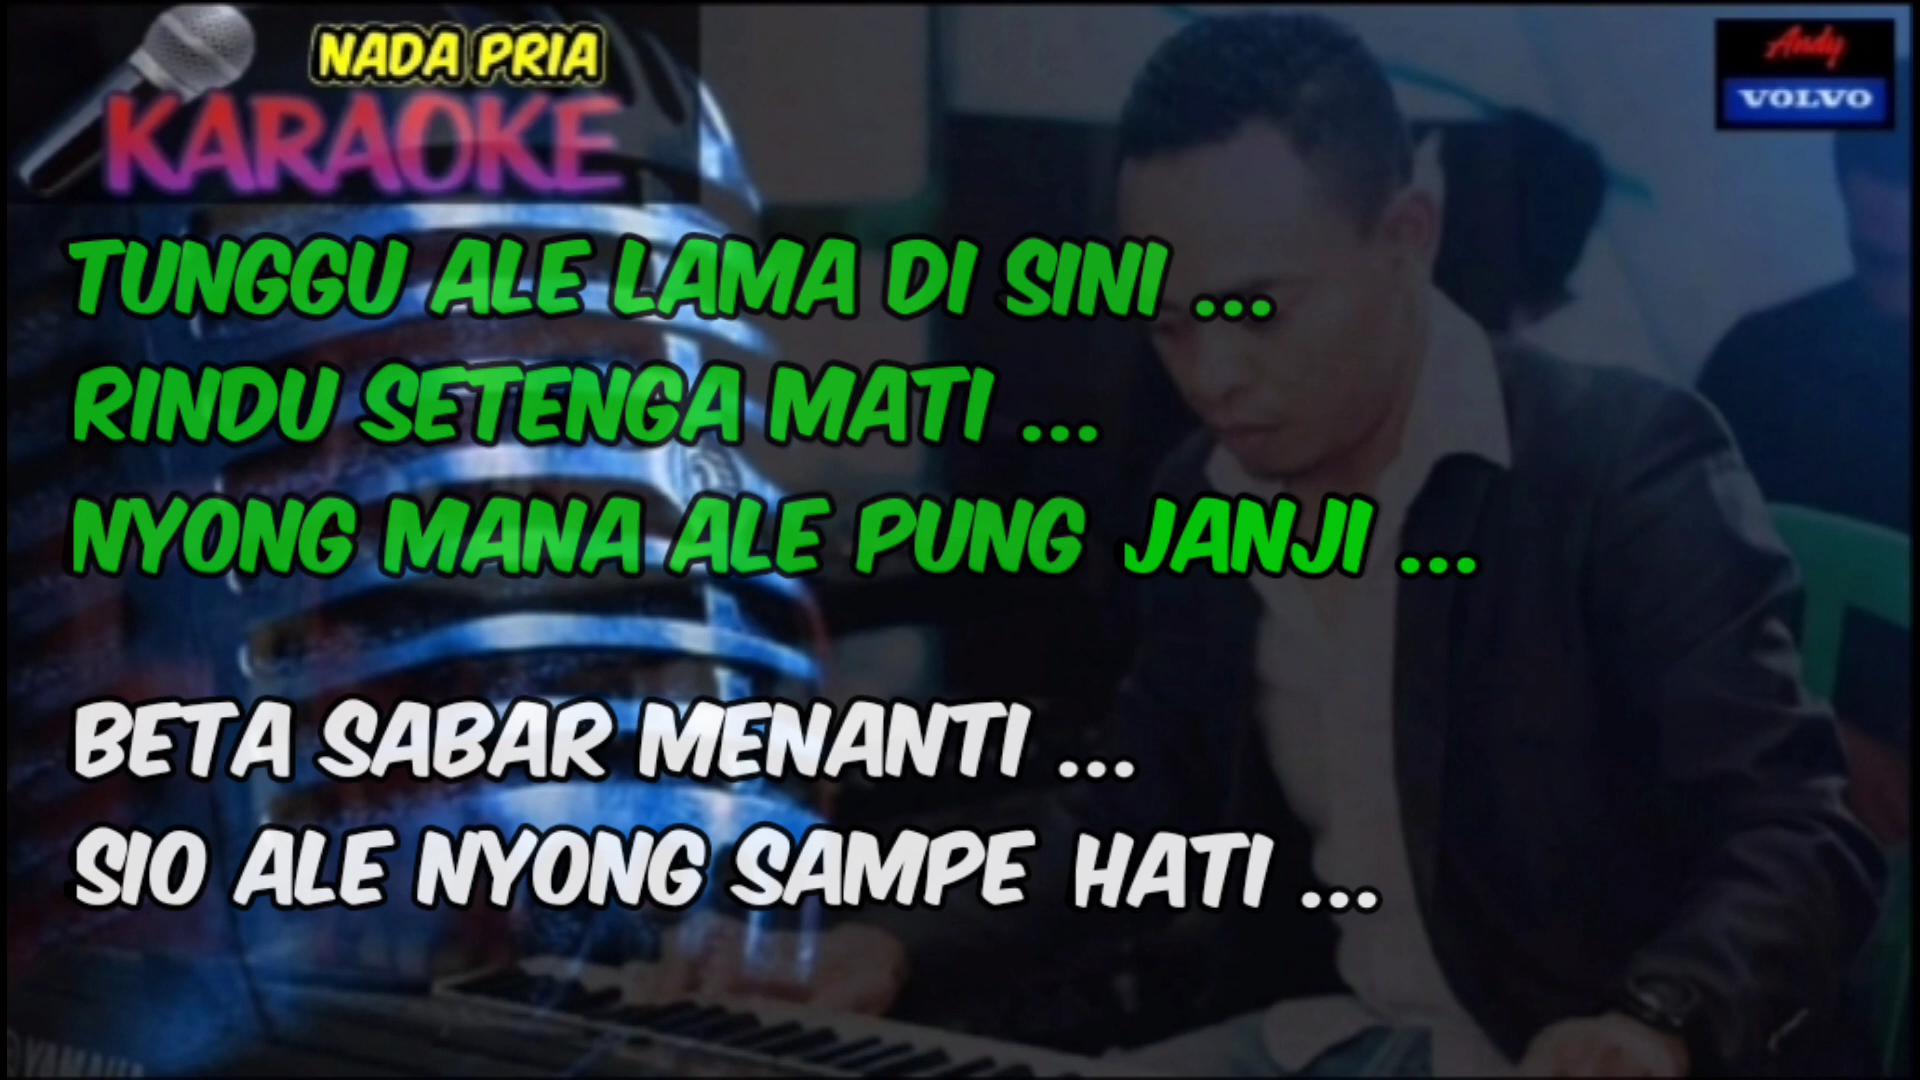 NADA PRIA
KARAOKE
Andy
VOLVO
TUNGGU ALE LAMA DI SINI ...
RINDU SETENGA MATI ...
NYONG MANA ALE PUNG JANJI ...
BETA SABAR MENANTI ...
SIO ALE NYONG SAMPE HATI ...
YAMAHA